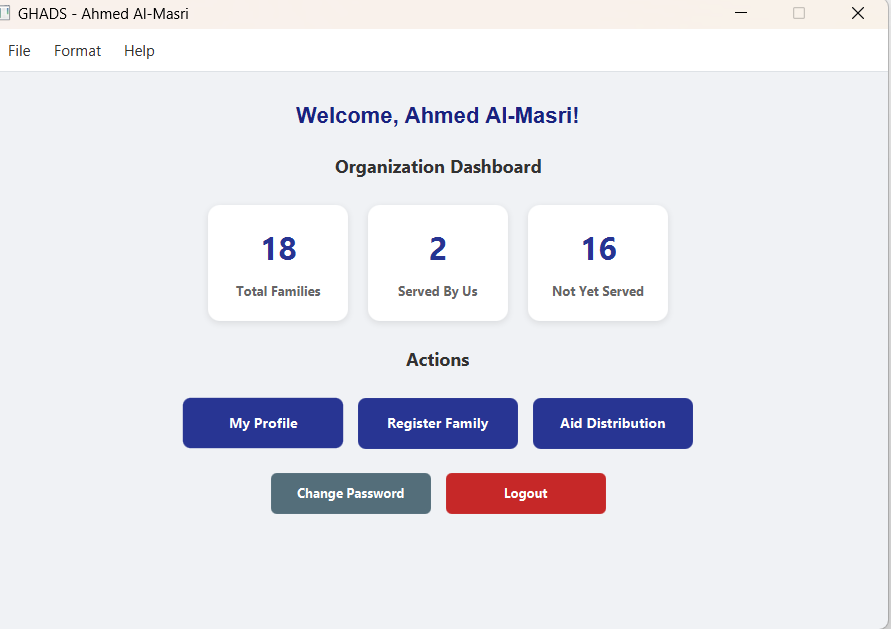 GHADS - Ahmed Al-Masri
File Format Help
Welcome, Ahmed Al-Masri!
Organization Dashboard
18 2 16
Total Families Served By Us Not Yet Served
Actions
My Profile Register Family Aid Distribution
Change Password Logout